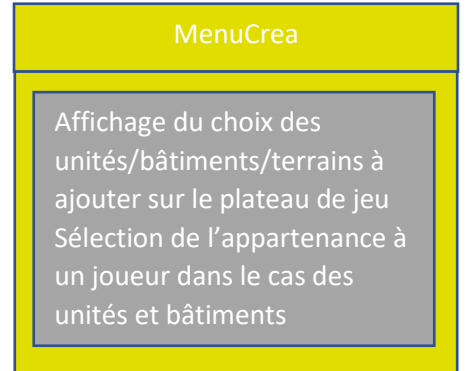 MenuCrea
Affichage du choix des
unités/bâtiments/terrains à
ajouter sur le plateau de jeu
Sélection de l’appartenance à
un joueur dans le cas des
unités et bâtiments